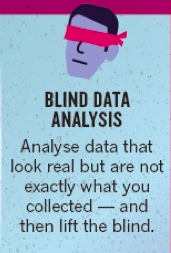 BLIND DATA
ANALYSIS
Analyse data that
look real but are not
exactly what you
collected — and
then lift the blind.